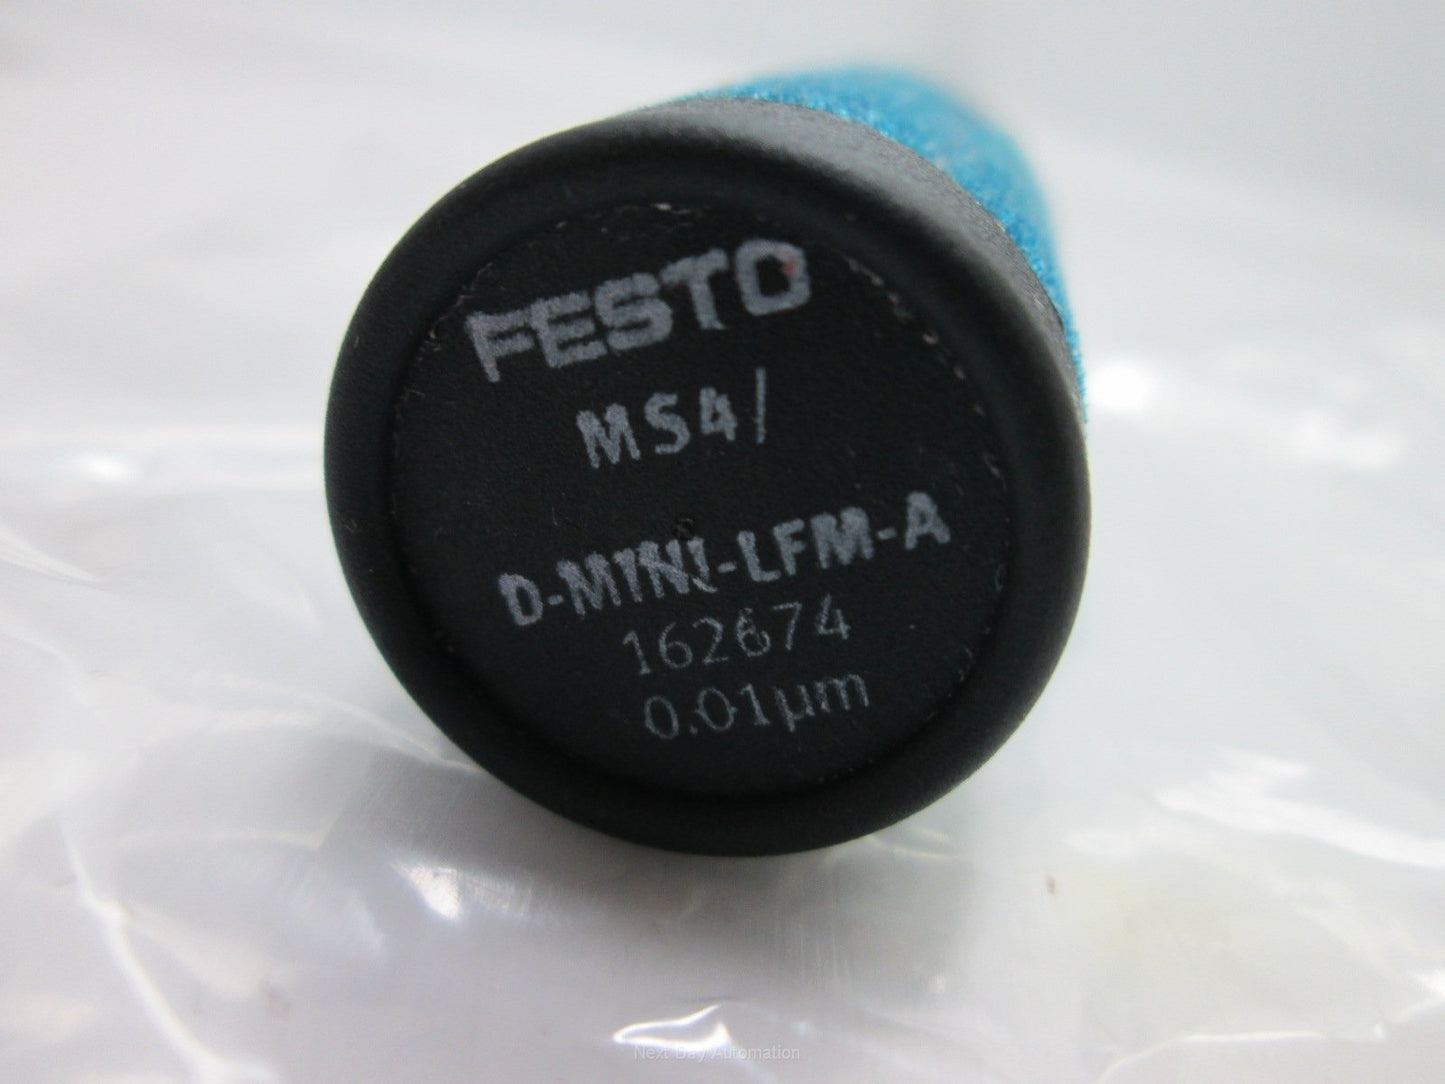 FESTO
MS4/
D-MINI-LFM-A
162674
0.01µm
Next Day Automation